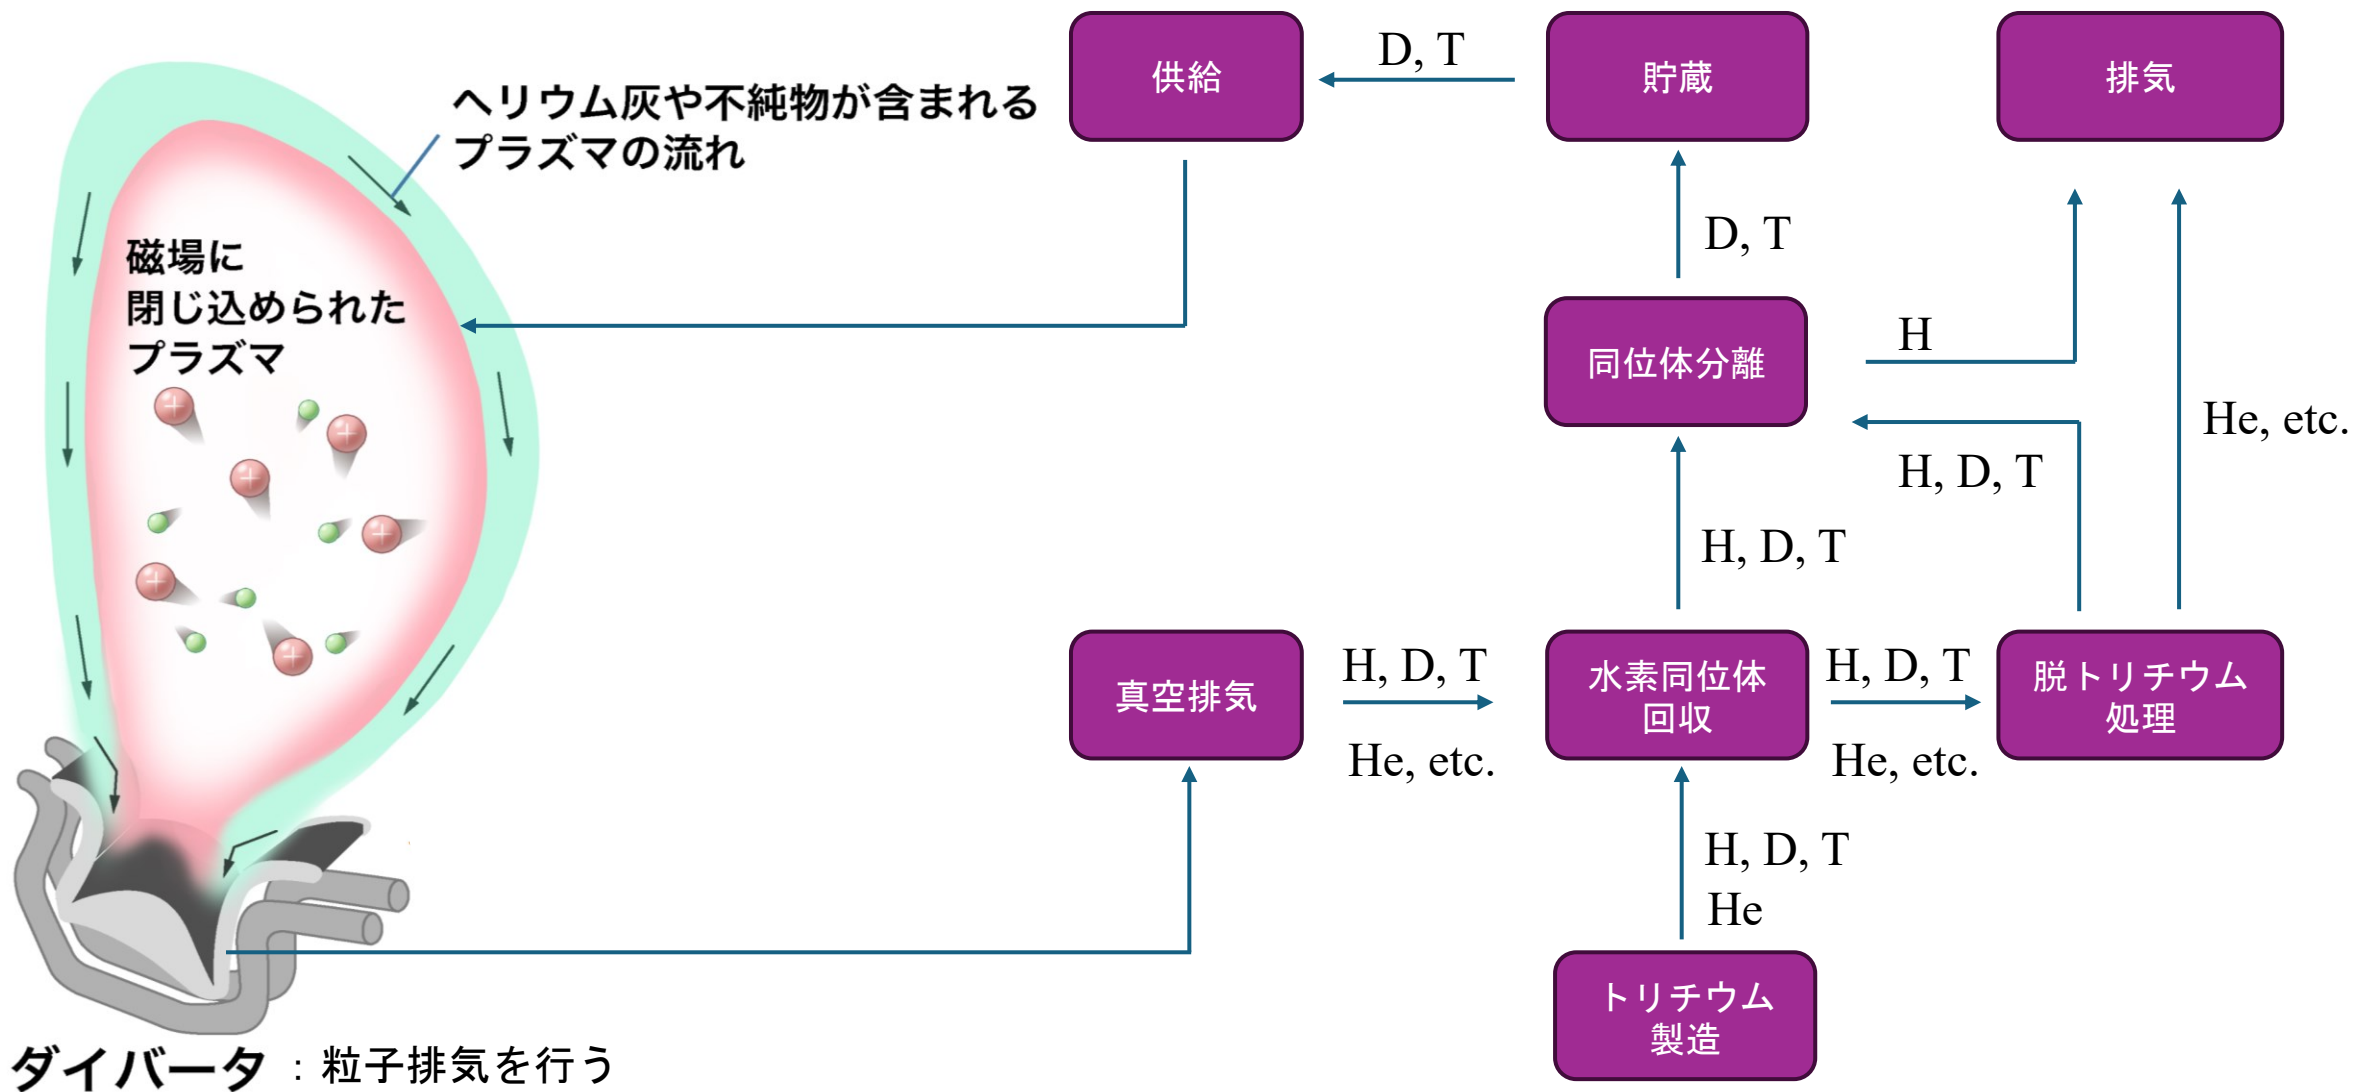 ヘリウム灰や不純物が含まれる
プラズマの流れ
磁場に
閉じ込められた
プラズマ
供給
D, T
貯蔵
排気
D, T
同位体分離
H
He, etc.
H, D, T
H, D, T
真空排気
H, D, T
He, etc.
水素同位体
回収
H, D, T
He, etc.
脱トリチウム
処理
H, D, T
He
トリチウム
製造
ダイバータ : 粒子排気を行う